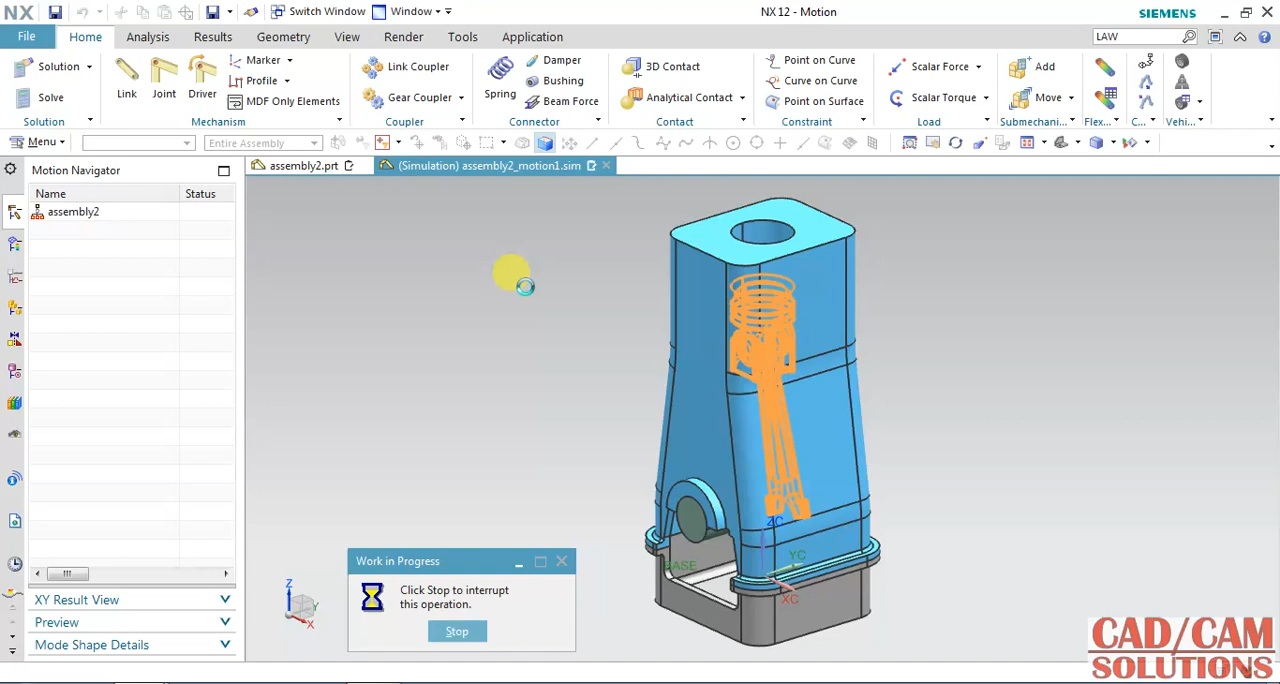 NX
Switch Window
Window
NX 12 - Motion
SIEMENS
File
Home
Analysis
Results
Geometry
View
Render
Tools
Application
LAW
Solution
Solve
Solution
Link
Joint
Driver
Marker
Profile
MDF Only Elements
Mechanism
Link Coupler
Gear Coupler
Coupler
Spring
Damper
Bushing
Beam Force
Connector
3D Contact
Analytical Contact
Contact
Point on Curve
Curve on Curve
Point on Surface
Constraint
Scalar Force
Scalar Torque
Load
Add
Move
Submechani...
Flex...
C...
Vehi...
Menu
Entire Assembly
Motion Navigator
assembly2.prt
(Simulation) assembly2_motion1.sim
Name
Status
assembly2
ZC
YC
XC
BASE
Z
Y
X
Work in Progress
Click Stop to interrupt
this operation.
Stop
XY Result View
Preview
Mode Shape Details
CAD/CAM
SOLUTIONS